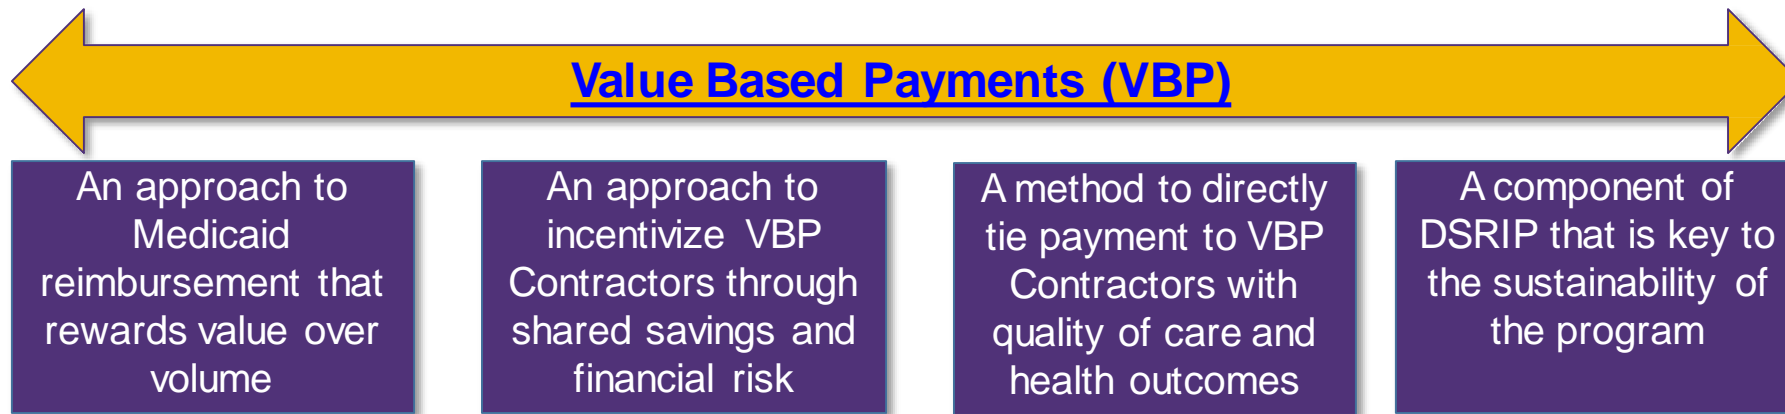 Value Based Payments (VBP)
An approach to
Medicaid
reimbursement that
rewards value over
volume
An approach to
incentivize VBP
Contractors through
shared savings and
financial risk
A method to directly
tie payment to VBP
Contractors with
quality of care and
health outcomes
A component of
DSRIP that is key to
the sustainability of
the program